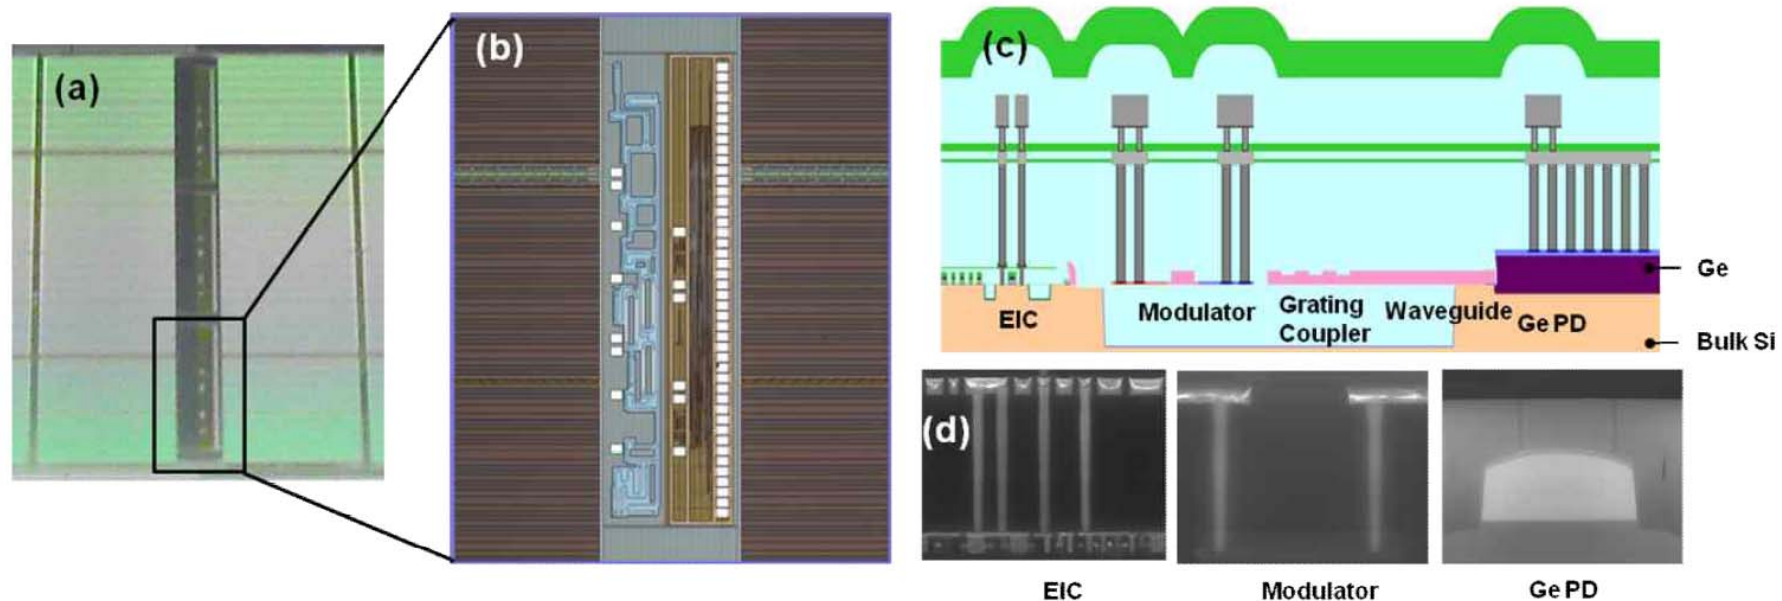 (a)
(b)
(c)
Ge
EIC
Modulator
Grating
Coupler
Waveguide
Ge PD
Bulk Si
(d)
EIC
Modulator
Ge PD